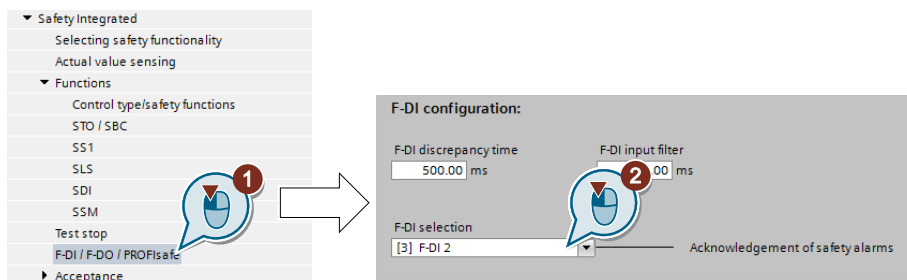 Safety Integrated
Selecting safety functionality
Actual value sensing
Functions
Control type/safety functions
STO / SBC
SS1
SLS
SDI
SSM
Test stop
F-DI / F-DO / PROFIsafe
Acceptance
1
F-DI configuration:
F-DI discrepancy time
F-DI input filter
500.00 ms
00 ms
2
F-DI selection
[3] F-DI 2
Acknowledgement of safety alarms